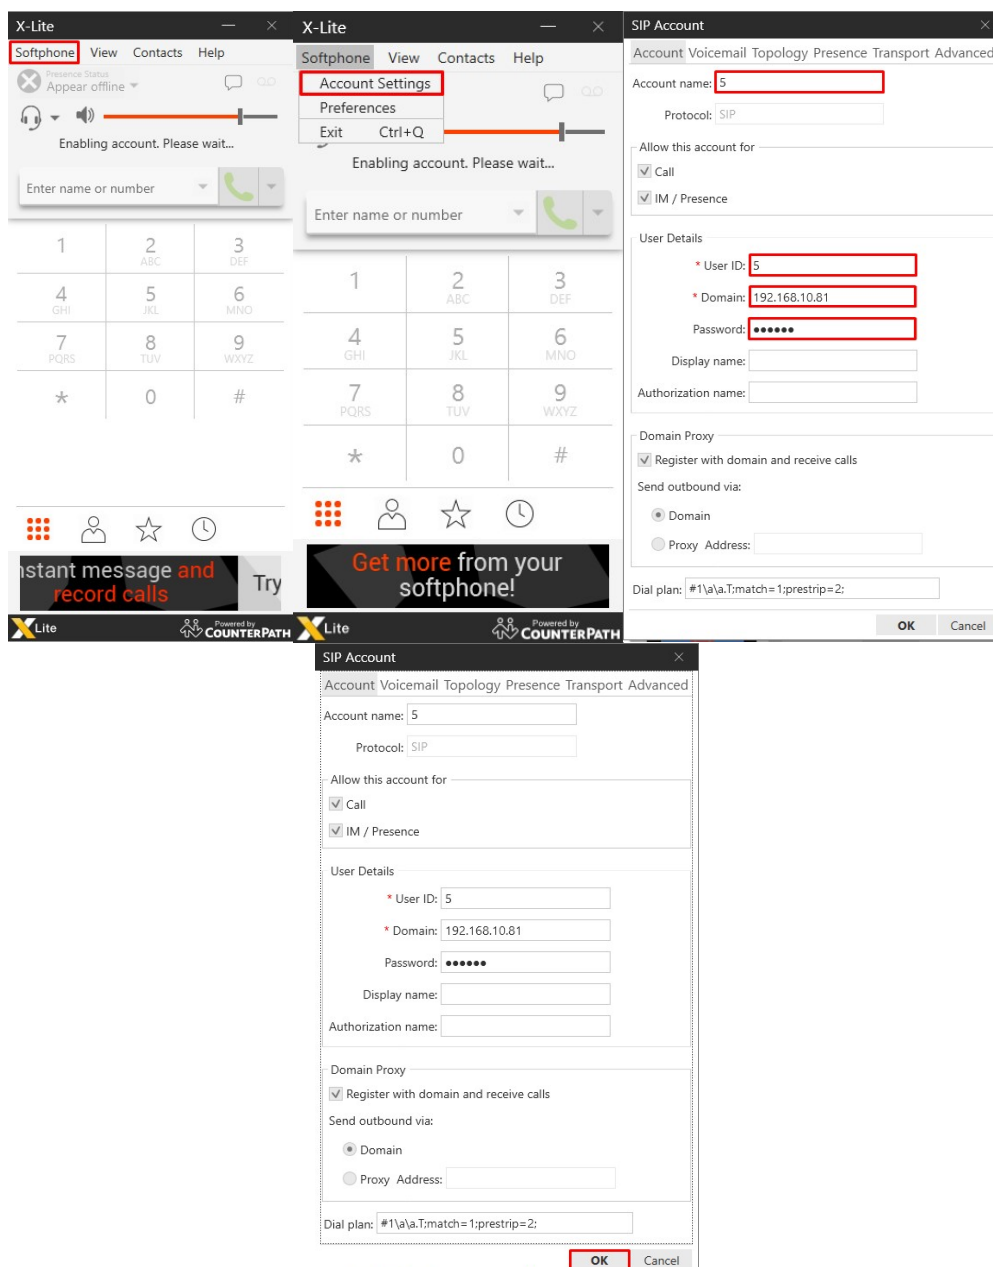 X-Lite
Softphone View Contacts Help
Presence Status
Appear offline
Enabling account. Please wait...
Enter name or number
1 2 3
ABC DEF
4 5 6
GHI JKL MNO
7 8 9
PQRS TUV WXYZ
* 0 #
nstant message and
record calls
Try
X Lite
Powered by
COUNTERPATH
X-Lite
Softphone View Contacts Help
Account Settings
Preferences
Exit Ctrl+Q
Enabling account. Please wait...
Enter name or number
1 2 3
ABC DEF
4 5 6
GHI JKL MNO
7 8 9
PQRS TUV WXYZ
* 0 #
Get more from your
softphone!
X Lite
Powered by
COUNTERPATH
SIP Account
Account Voicemail Topology Presence Transport Advanced
Account name: 5
Protocol: SIP
Allow this account for
Call
IM / Presence
User Details
* User ID: 5
* Domain: 192.168.10.81
Password: ●●●●●●
Display name:
Authorization name:
Domain Proxy
Register with domain and receive calls
Send outbound via:
Domain
Proxy Address:
Dial plan: #1\a\a.T;match=1;prestrip=2;
OK Cancel
SIP Account
Account Voicemail Topology Presence Transport Advanced
Account name: 5
Protocol: SIP
Allow this account for
Call
IM / Presence
User Details
* User ID: 5
* Domain: 192.168.10.81
Password: ●●●●●●
Display name:
Authorization name:
Domain Proxy
Register with domain and receive calls
Send outbound via:
Domain
Proxy Address:
Dial plan: #1\a\a.T;match=1;prestrip=2;
OK Cancel